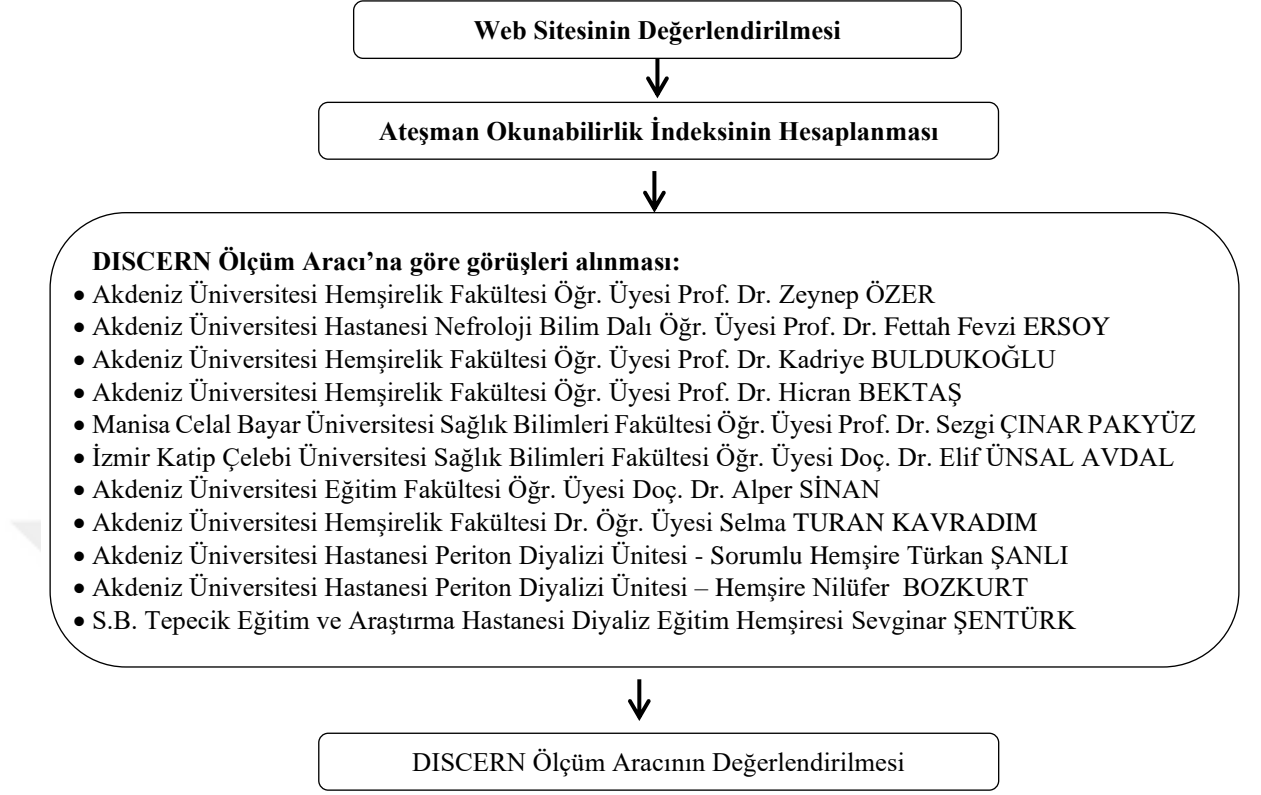 Web Sitesinin Değerlendirilmesi
Ateşman Okunabilirlik İndeksinin Hesaplanması
DISCERN Ölçüm Aracı’na göre görüşleri alınması:
• Akdeniz Üniversitesi Hemşirelik Fakültesi Öğr. Üyesi Prof. Dr. Zeynep ÖZER
• Akdeniz Üniversitesi Hastanesi Nefroloji Bilim Dalı Öğr. Üyesi Prof. Dr. Fettah Fevzi ERSOY
• Akdeniz Üniversitesi Hemşirelik Fakültesi Öğr. Üyesi Prof. Dr. Kadriye BULDUKOĞLU
• Akdeniz Üniversitesi Hemşirelik Fakültesi Öğr. Üyesi Prof. Dr. Hicran BEKTAŞ
• Manisa Celal Bayar Üniversitesi Sağlık Bilimleri Fakültesi Öğr. Üyesi Prof. Dr. Sezgi ÇINAR PAKYÜZ
• İzmir Katip Çelebi Üniversitesi Sağlık Bilimleri Fakültesi Öğr. Üyesi Doç. Dr. Elif ÜNSAL AVDAL
• Akdeniz Üniversitesi Eğitim Fakültesi Öğr. Üyesi Doç. Dr. Alper SİNAN
• Akdeniz Üniversitesi Hemşirelik Fakültesi Dr. Öğr. Üyesi Selma TURAN KAVRADIM
• Akdeniz Üniversitesi Hastanesi Periton Diyalizi Ünitesi - Sorumlu Hemşire Türkan ŞANLI
• Akdeniz Üniversitesi Hastanesi Periton Diyalizi Ünitesi – Hemşire Nilüfer  BOZKURT
• S.B. Tepecik Eğitim ve Araştırma Hastanesi Diyaliz Eğitim Hemşiresi Sevginar ŞENTÜRK
DISCERN Ölçüm Aracının Değerlendirilmesi